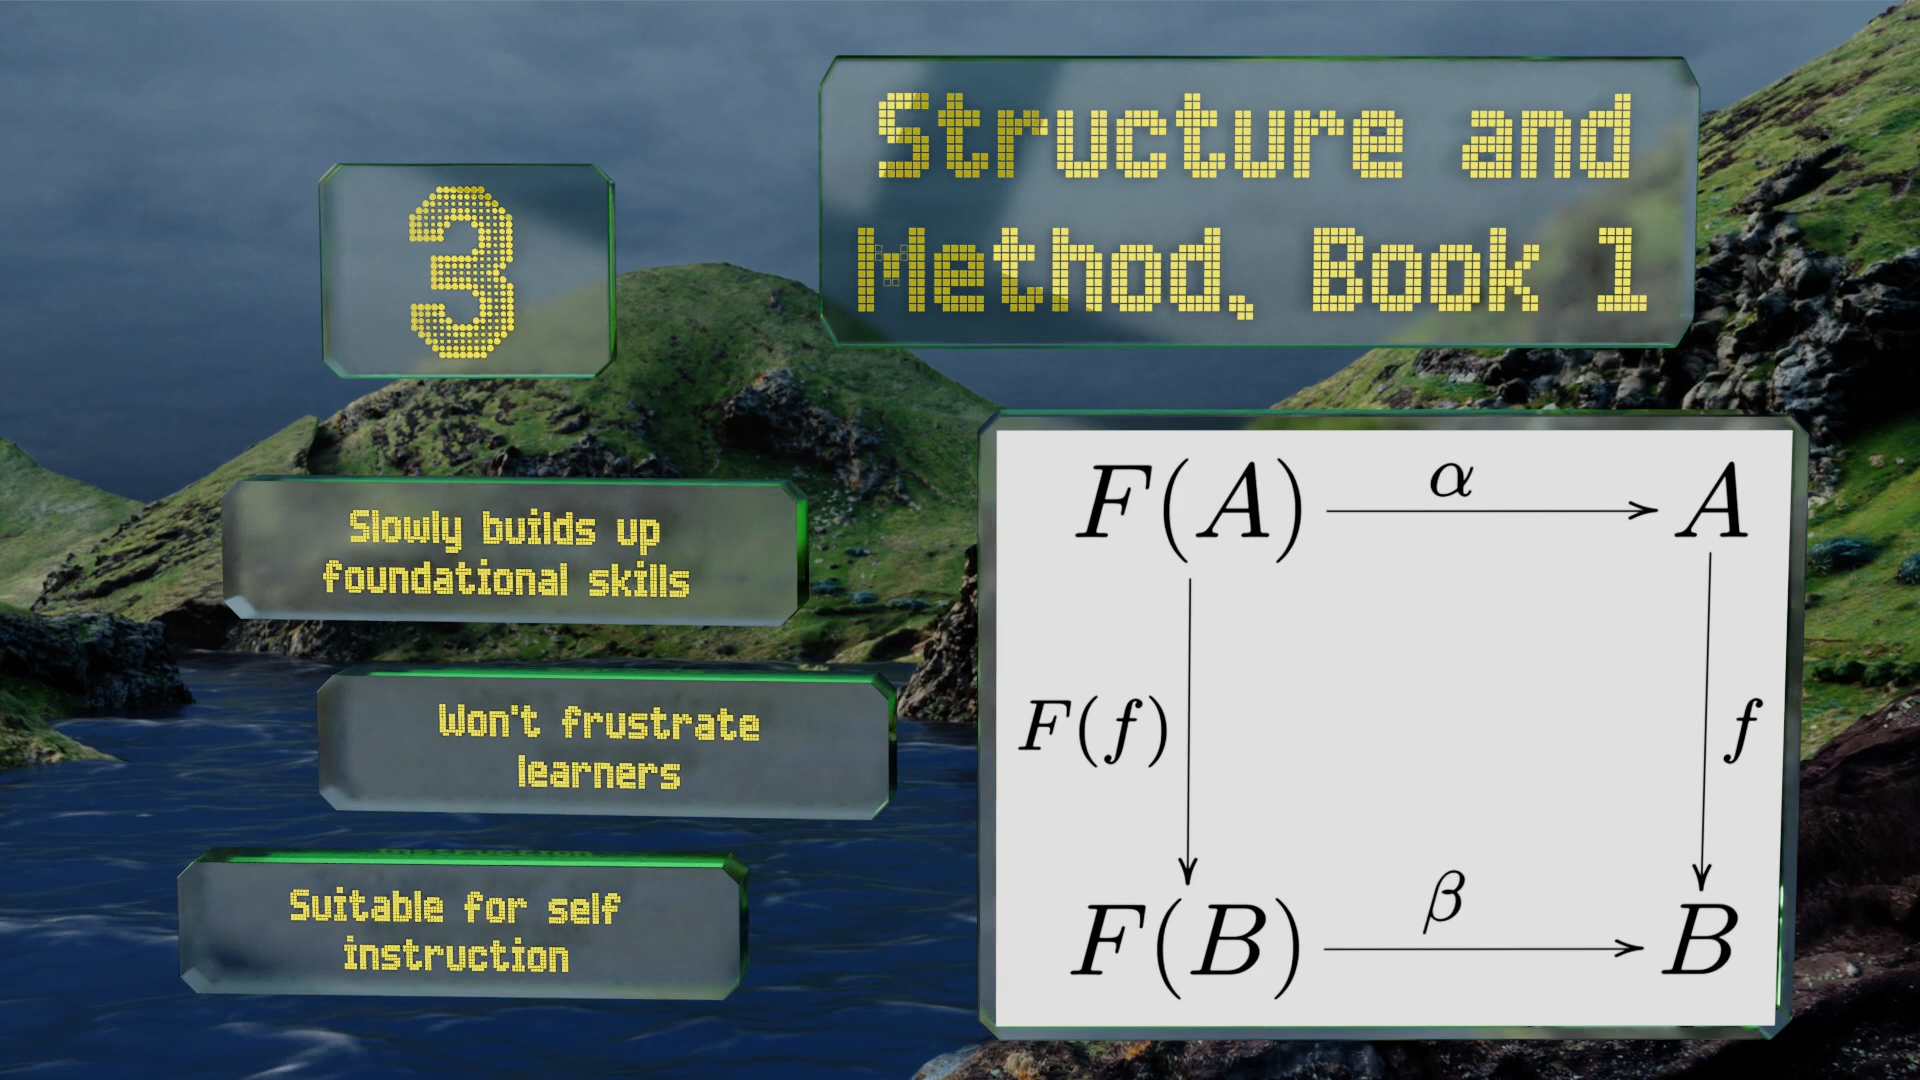 3
Structure and
Method, Book 1
Slowly builds up
foundational skills
Won't frustrate
learners
Suitable for self
instruction
F(A) α A
F(f) f
F(B) β B